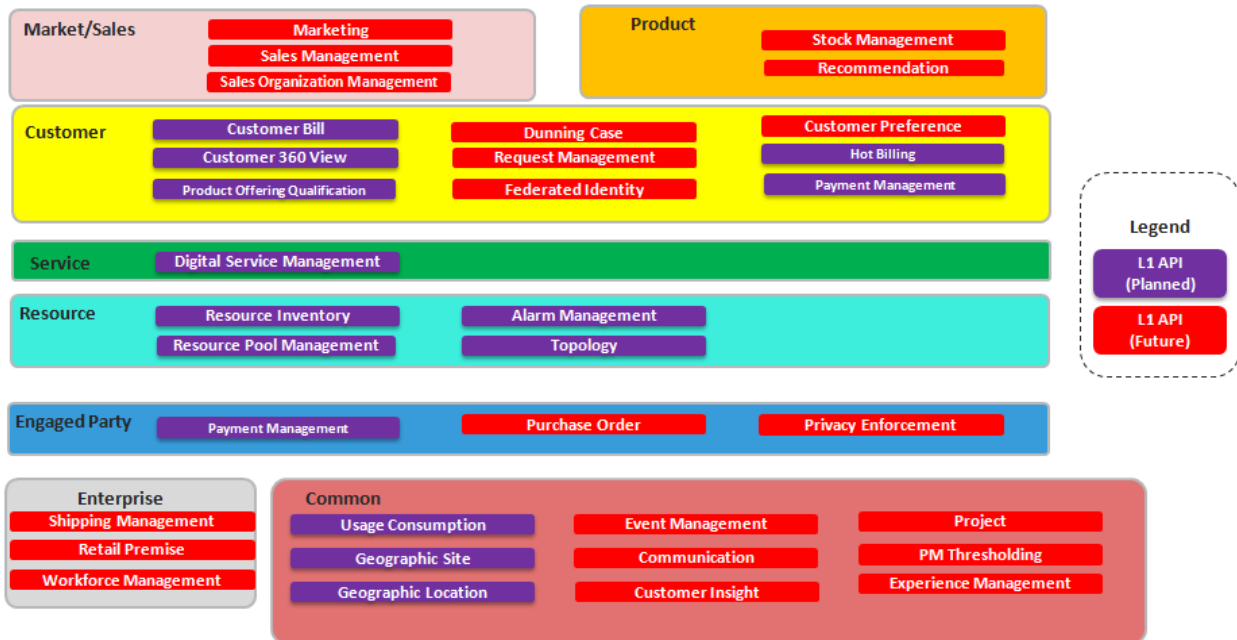 Market/Sales
Marketing
Sales Management
Sales Organization Management
Product
Stock Management
Recommendation
Customer
Customer Bill
Customer 360 View
Product Offering Qualification
Dunning Case
Request Management
Federated Identity
Customer Preference
Hot Billing
Payment Management
Service
Digital Service Management
Resource
Resource Inventory
Resource Pool Management
Alarm Management
Topology
Legend
L1 API
(Planned)
L1 API
(Future)
Engaged Party
Payment Management
Purchase Order
Privacy Enforcement
Enterprise
Shipping Management
Retail Premise
Workforce Management
Common
Usage Consumption
Geographic Site
Geographic Location
Event Management
Communication
Customer Insight
Project
PM Thresholding
Experience Management